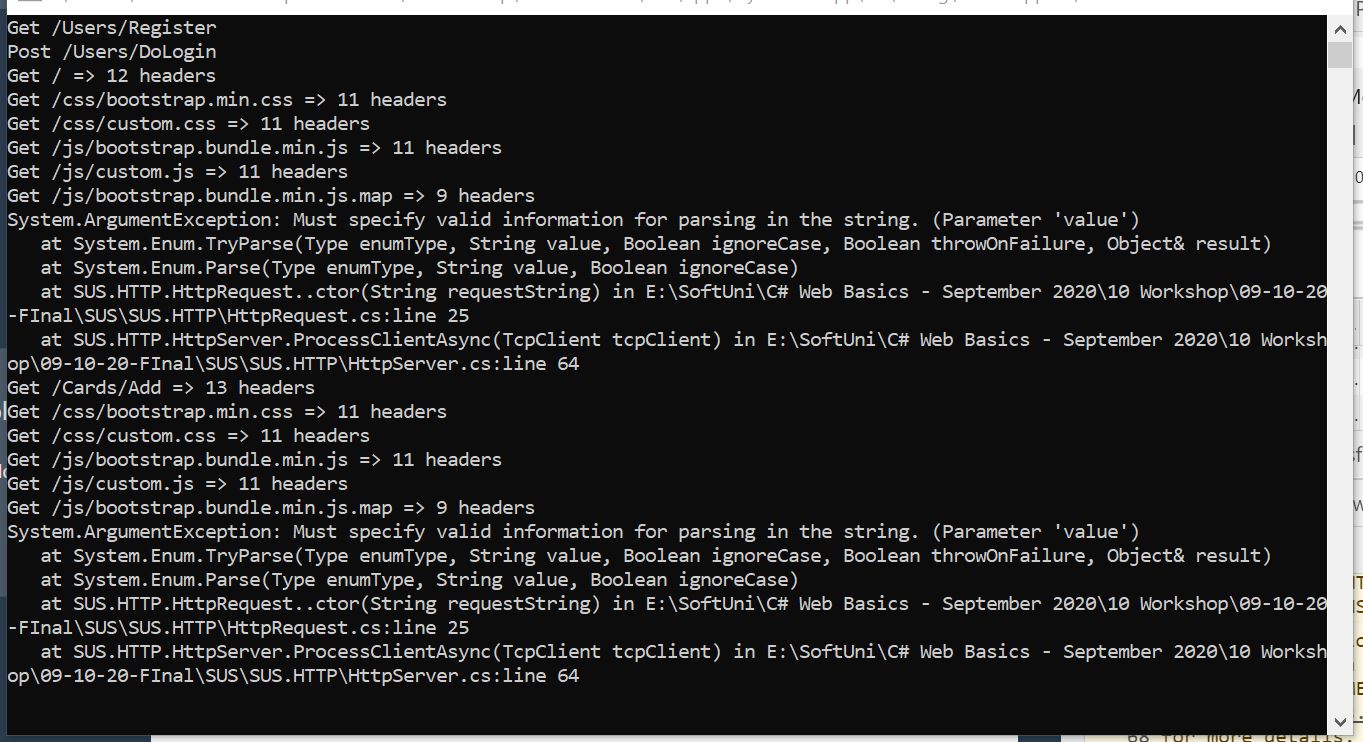 Get /Users/Register
Post /Users/DoLogin
Get / => 12 headers
Get /css/bootstrap.min.css => 11 headers
Get /css/custom.css => 11 headers
Get /js/bootstrap.bundle.min.js => 11 headers
Get /js/custom.js => 11 headers
Get /js/bootstrap.bundle.min.js.map => 9 headers
System.ArgumentException: Must specify valid information for parsing in the string. (Parameter 'value')
   at System.Enum.TryParse(Type enumType, String value, Boolean ignoreCase, Boolean throwOnFailure, Object& result)
   at System.Enum.Parse(Type enumType, String value, Boolean ignoreCase)
   at SUS.HTTP.HttpRequest..ctor(String requestString) in E:\SoftUni\C# Web Basics - September 2020\10 Workshop\09-10-20
-FInal\SUS\SUS.HTTP\HttpRequest.cs:line 25
   at SUS.HTTP.HttpServer.ProcessClientAsync(TcpClient tcpClient) in E:\SoftUni\C# Web Basics - September 2020\10 Worksh
op\09-10-20-FInal\SUS\SUS.HTTP\HttpServer.cs:line 64
Get /Cards/Add => 13 headers
Get /css/bootstrap.min.css => 11 headers
Get /css/custom.css => 11 headers
Get /js/bootstrap.bundle.min.js => 11 headers
Get /js/custom.js => 11 headers
Get /js/bootstrap.bundle.min.js.map => 9 headers
System.ArgumentException: Must specify valid information for parsing in the string. (Parameter 'value')
   at System.Enum.TryParse(Type enumType, String value, Boolean ignoreCase, Boolean throwOnFailure, Object& result)
   at System.Enum.Parse(Type enumType, String value, Boolean ignoreCase)
   at SUS.HTTP.HttpRequest..ctor(String requestString) in E:\SoftUni\C# Web Basics - September 2020\10 Workshop\09-10-20
-FInal\SUS\SUS.HTTP\HttpRequest.cs:line 25
   at SUS.HTTP.HttpServer.ProcessClientAsync(TcpClient tcpClient) in E:\SoftUni\C# Web Basics - September 2020\10 Worksh
op\09-10-20-FInal\SUS\SUS.HTTP\HttpServer.cs:line 64
68 for more details.